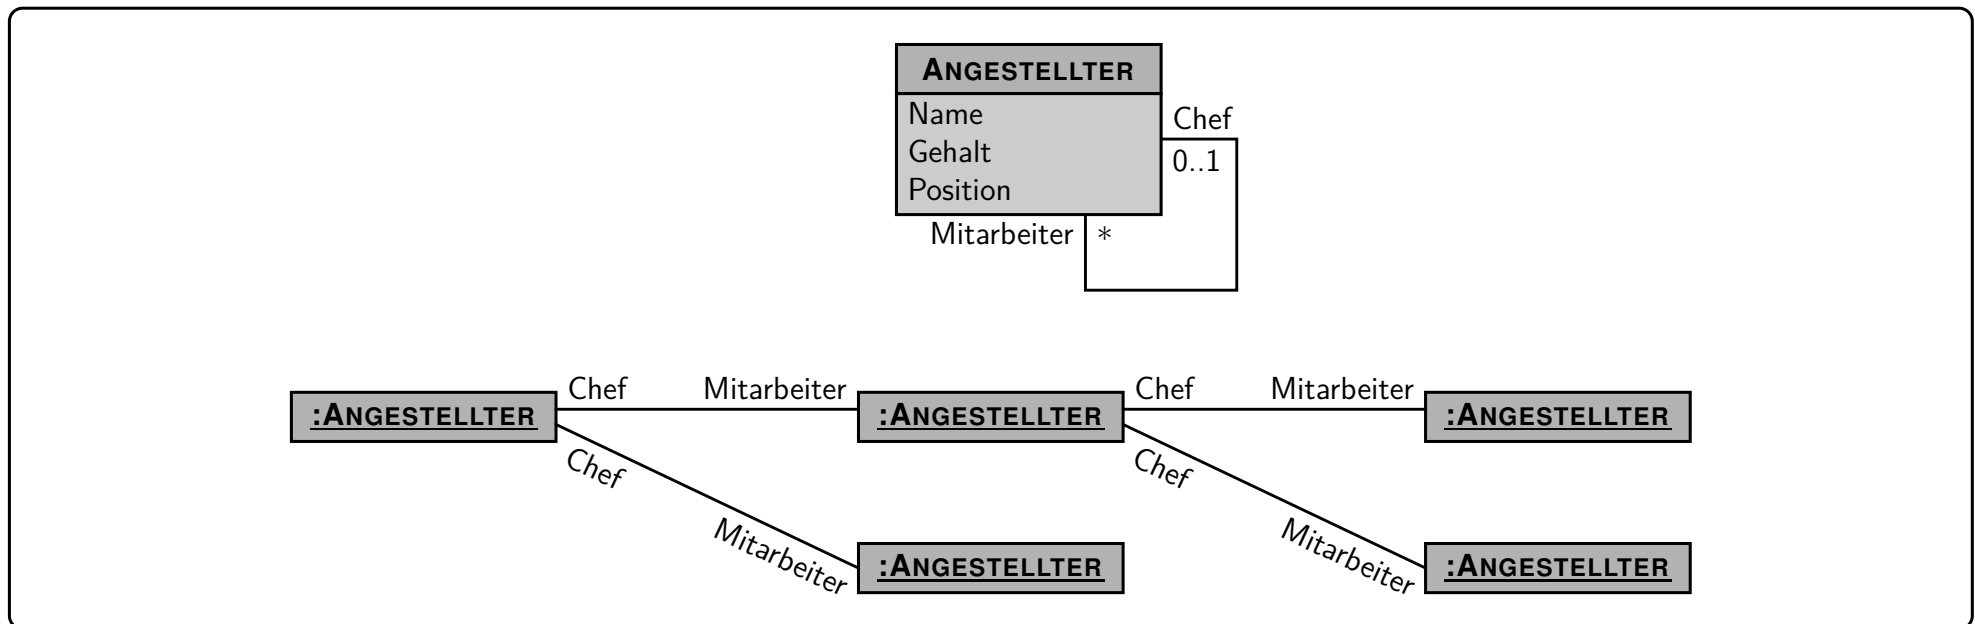 ANGESTELLTER
Name
Gehalt
Position
Chef
0..1
Mitarbeiter *
:ANGESTELLTER Chef Mitarbeiter :ANGESTELLTER Chef Mitarbeiter :ANGESTELLTER
Chef Mitarbeiter :ANGESTELLTER Chef Mitarbeiter :ANGESTELLTER